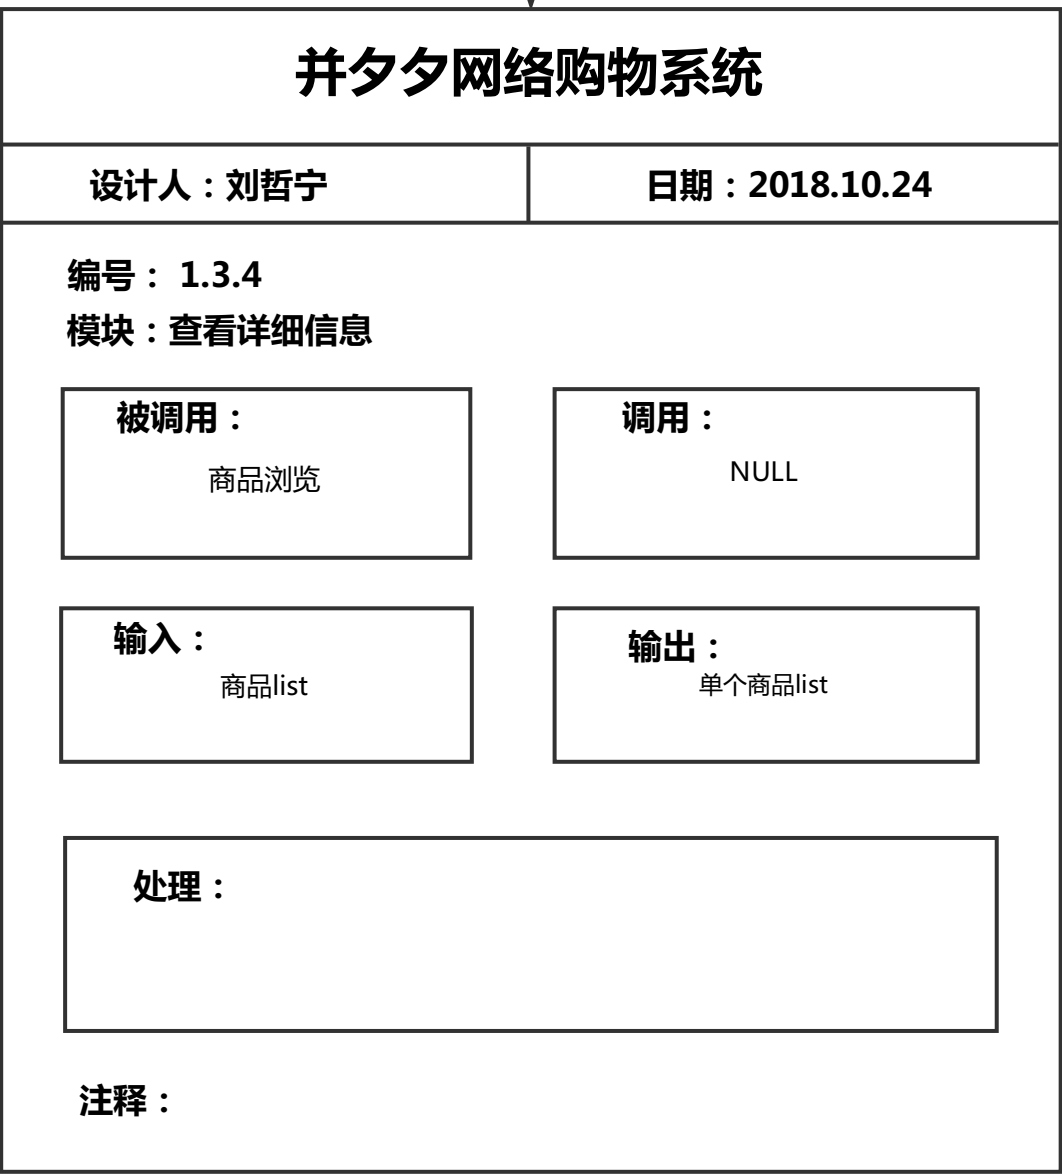 并夕夕网络购物系统
设计人：刘哲宁
日期：2018.10.24
编号： 1.3.4
模块：查看详细信息
被调用：
商品浏览
调用：
NULL
输入：
商品list
输出：
单个商品list
处理：
注释：